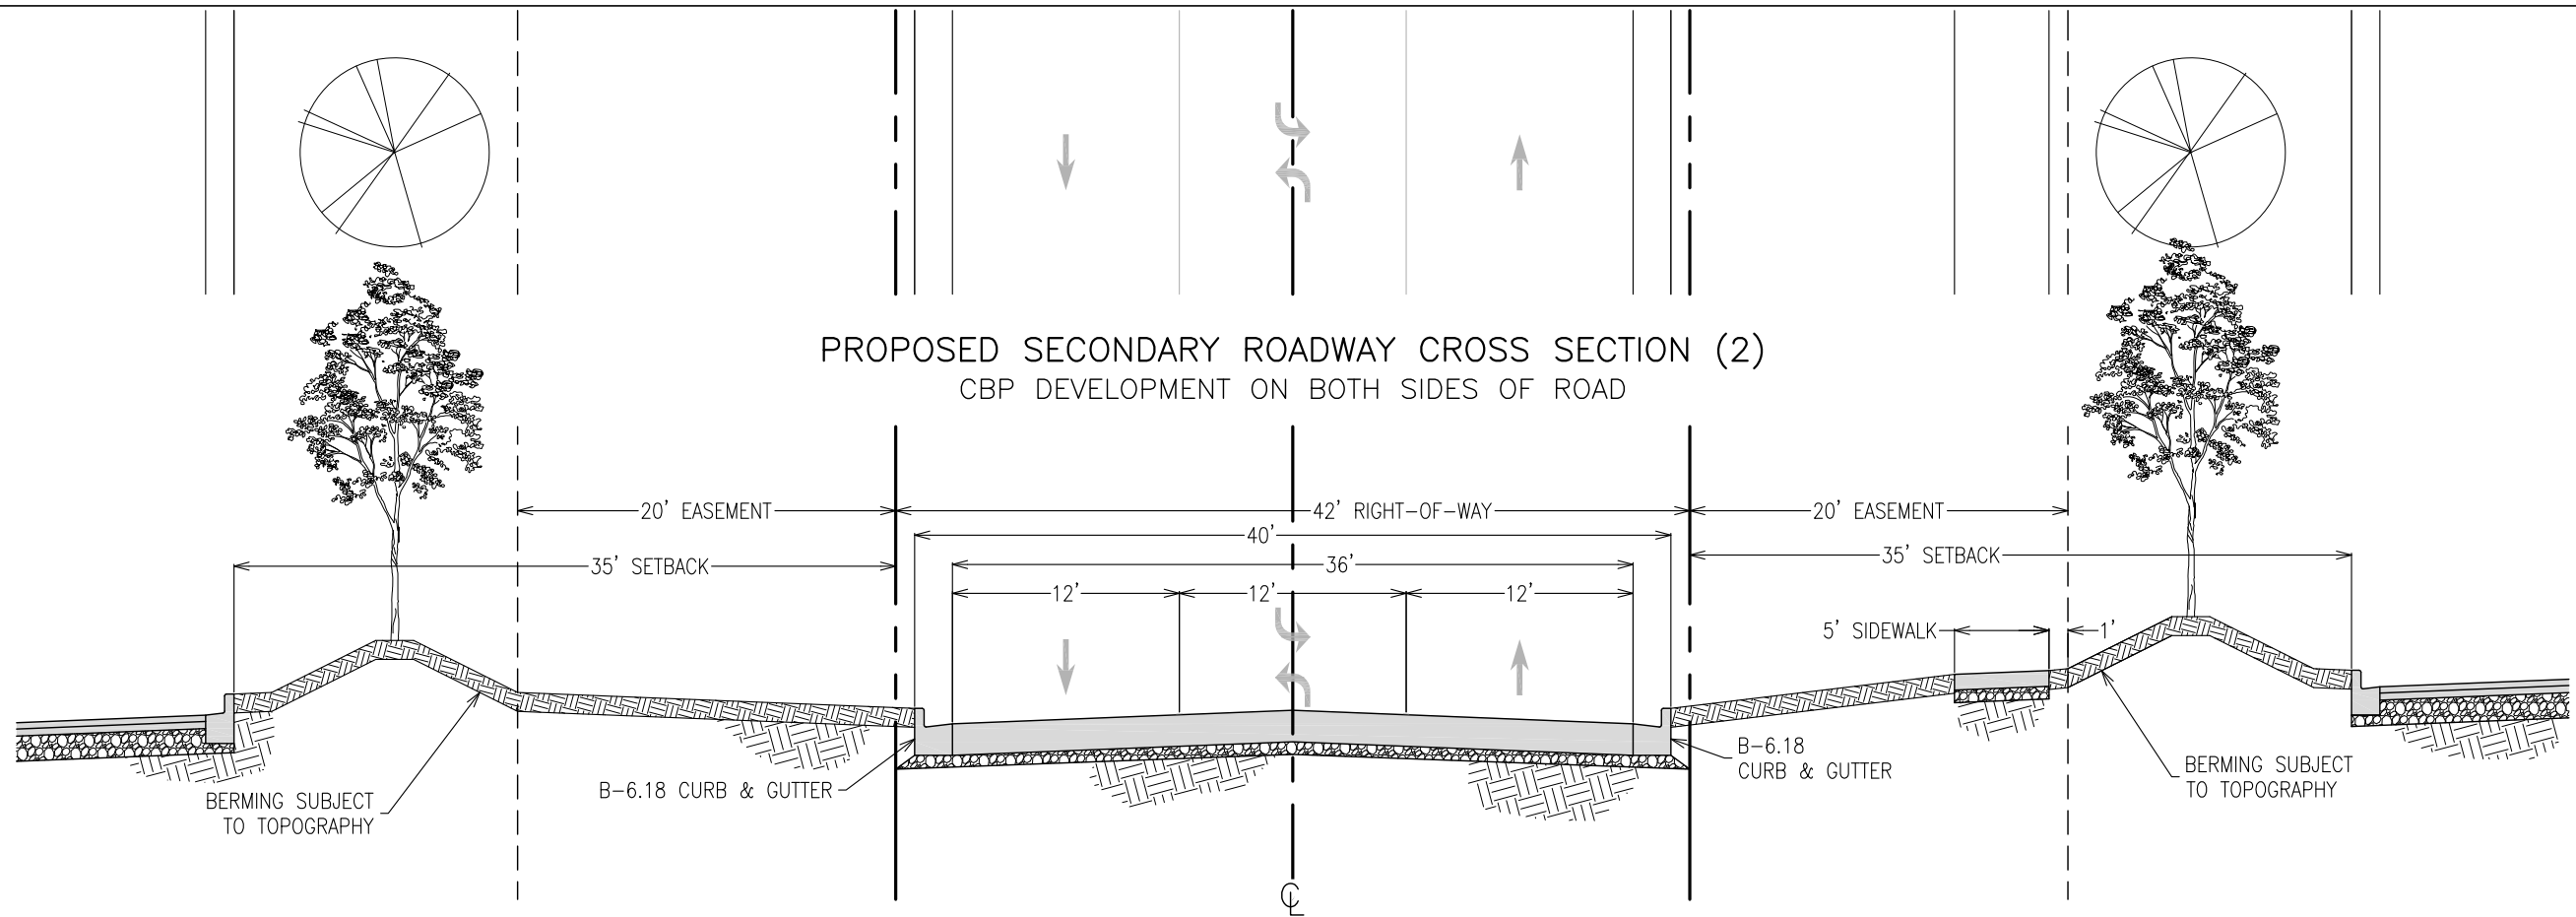 PROPOSED SECONDARY ROADWAY CROSS SECTION (2)
CBP DEVELOPMENT ON BOTH SIDES OF ROAD
20' EASEMENT
42' RIGHT-OF-WAY
20' EASEMENT
40'
35' SETBACK
36'
35' SETBACK
12'
12'
12'
5' SIDEWALK
1'
B-6.18 CURB & GUTTER
B-6.18
CURB & GUTTER
BERMING SUBJECT
TO TOPOGRAPHY
BERMING SUBJECT
TO TOPOGRAPHY
℄